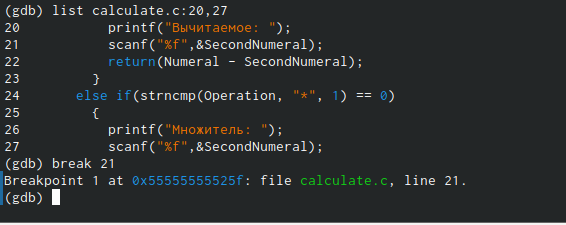 (gdb) list calculate.c:20,27
20            printf("Вычитаемое: ");
21            scanf("%f",&SecondNumeral);
22            return(Numeral - SecondNumeral);
23          }
24        else if(strncmp(Operation, "*", 1) == 0)
25          {
26            printf("Множитель: ");
27            scanf("%f",&SecondNumeral);
(gdb) break 21
Breakpoint 1 at 0x55555555525f: file calculate.c, line 21.
(gdb)